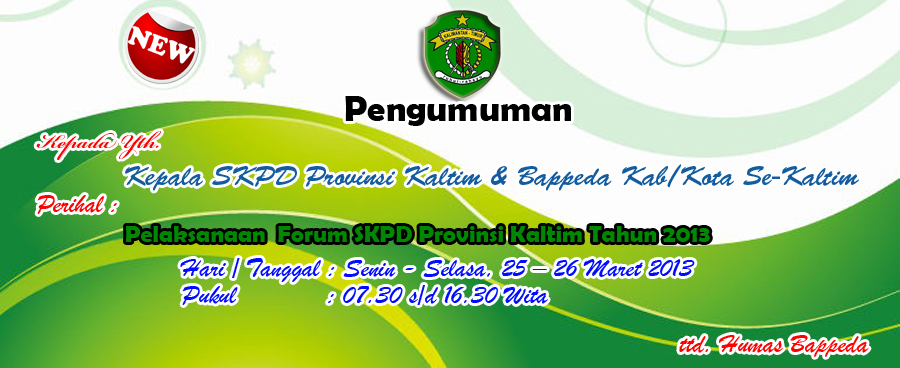 NEW
KALIMANTAN - TIMUR
Pengumuman
Kepada Yth.
Kepala SKPD Provinsi Kaltim & Bappeda Kab/Kota Se-Kaltim
Perihal :
Pelaksanaan Forum SKPD Provinsi Kaltim Tahun 2013
Hari / Tanggal : Senin - Selasa, 25 – 26 Maret 2013
Pukul : 07.30 s/d 16.30 Wita
ttd. Humas Bappeda